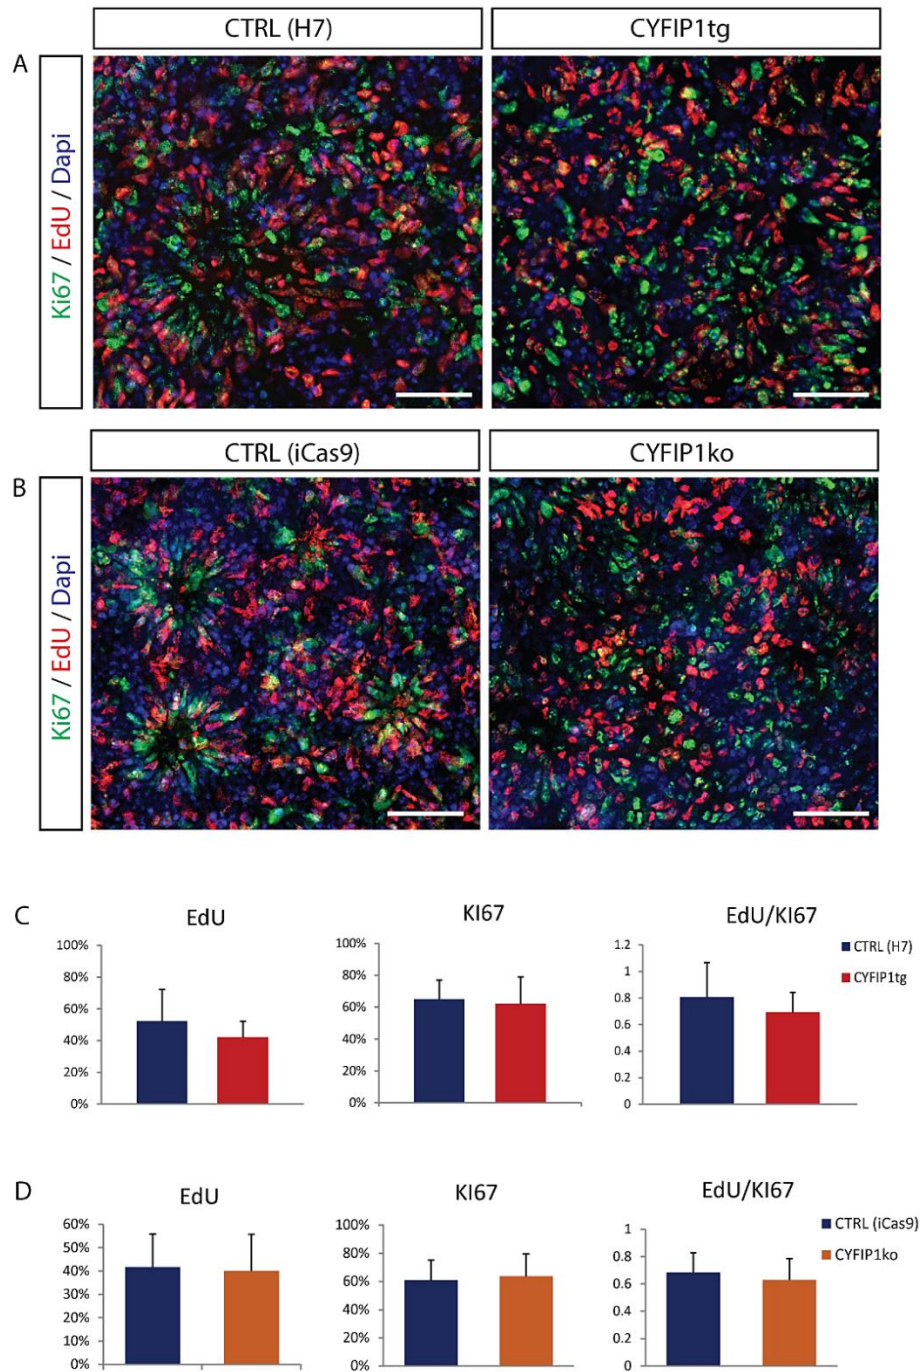 CTRL (H7)
CYFIP1tg
A
Ki67 / EdU / Dapi
CTRL (iCas9)
CYFIP1ko
B
Ki67 / EdU / Dapi
C
EdU
KI67
EdU/KI67
100%
80%
60%
40%
20%
0%
100%
80%
60%
40%
20%
0%
1.2
1
0.8
0.6
0.4
0.2
0
CTRL (H7)
CYFIP1tg
D
EdU
KI67
EdU/KI67
60%
50%
40%
30%
20%
10%
0%
100%
80%
60%
40%
20%
0%
1
0.8
0.6
0.4
0.2
0
CTRL (iCas9)
CYFIP1ko